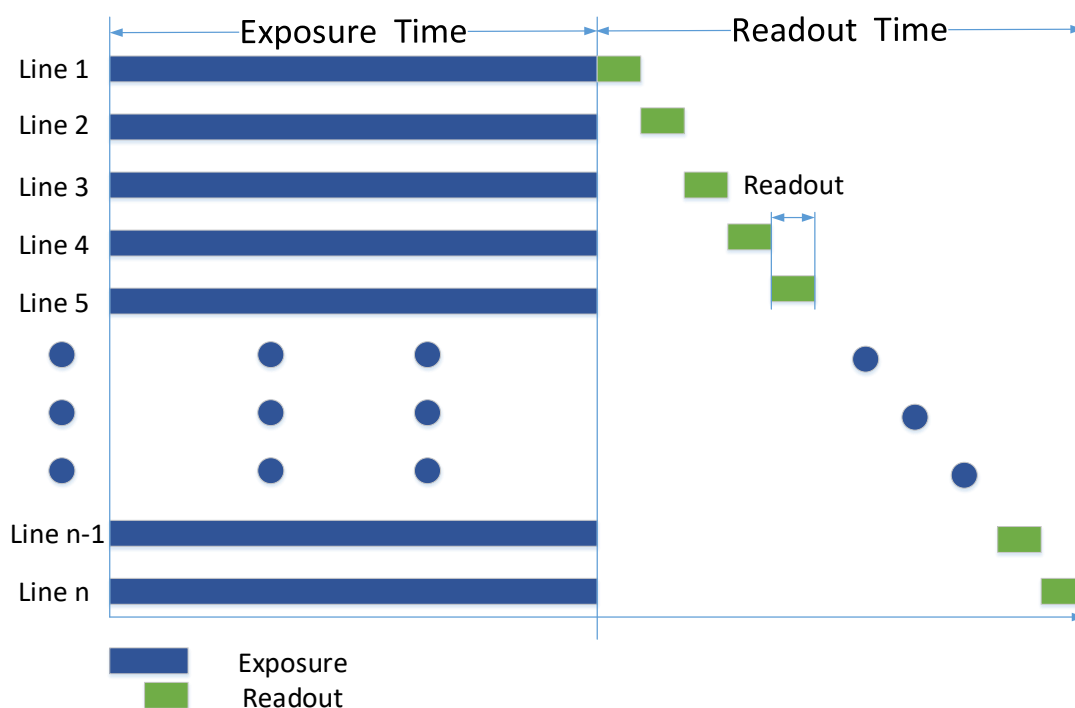 Exposure Time
Readout Time
Line 1
Line 2
Line 3
Readout
Line 4
Line 5
Line n-1
Line n
Exposure
Readout